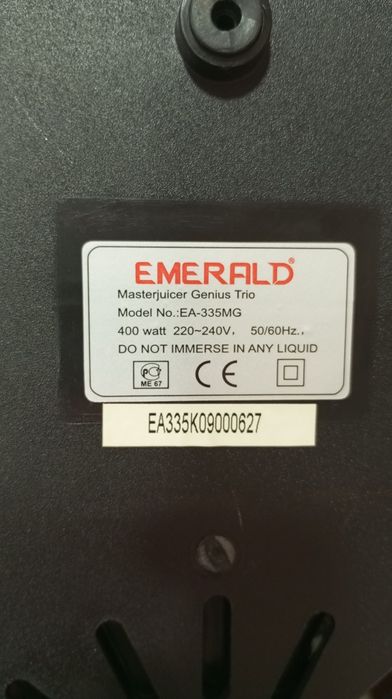 EMERALD®
Masterjuicer Genius Trio
Model No.:EA-335MG
400 watt 220~240V, 50/60Hz.,
DO NOT IMMERSE IN ANY LIQUID
ME 67
CE
EA335K09000627